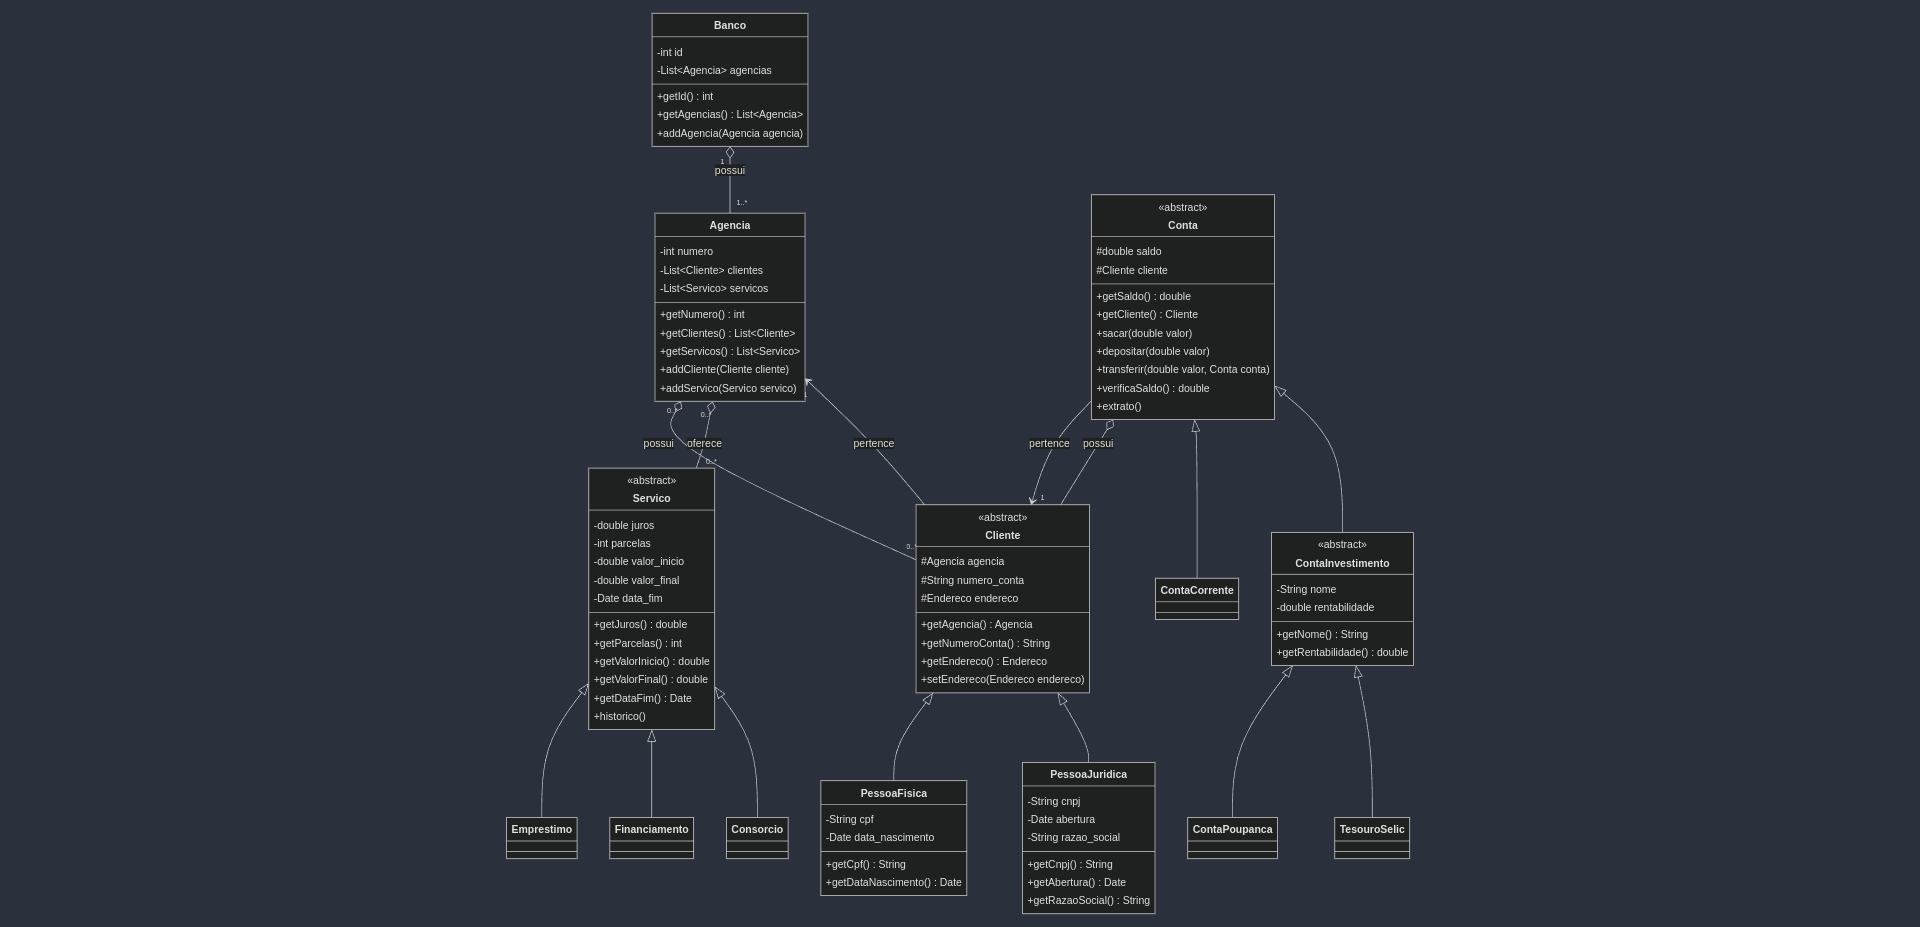 Banco
-int id
-List<Agencia> agencias
+getId() : int
+getAgencias() : List<Agencia>
+addAgencia(Agencia agencia)
1
possui
1..*
Agencia
-int numero
-List<Cliente> clientes
-List<Servico> servicos
+getNumero() : int
+getClientes() : List<Cliente>
+getServicos() : List<Servico>
+addCliente(Cliente cliente)
+addServico(Servico servico)
«abstract»
Conta
#double saldo
#Cliente cliente
+getSaldo() : double
+getCliente() : Cliente
+sacar(double valor)
+depositar(double valor)
+transferir(double valor, Conta conta)
+verificaSaldo() : double
+extrato()
possui
oferece
pertence
pertence
possui
0..*
1
«abstract»
Servico
-double juros
-int parcelas
-double valor_inicio
-double valor_final
-Date data_fim
+getJuros() : double
+getParcelas() : int
+getValorInicio() : double
+getValorFinal() : double
+getDataFim() : Date
+historico()
«abstract»
Cliente
#Agencia agencia
#String numero_conta
#Endereco endereco
+getAgencia() : Agencia
+getNumeroConta() : String
+getEndereco() : Endereco
+setEndereco(Endereco endereco)
ContaCorrente
«abstract»
ContaInvestimento
-String nome
-double rentabilidade
+getNome() : String
+getRentabilidade() : double
Emprestimo
Financiamento
Consorcio
PessoaFisica
-String cpf
-Date data_nascimento
+getCpf() : String
+getDataNascimento() : Date
PessoaJuridica
-String cnpj
-Date abertura
-String razao_social
+getCnpj() : String
+getAbertura() : Date
+getRazaoSocial() : String
ContaPoupanca
TesouroSelic